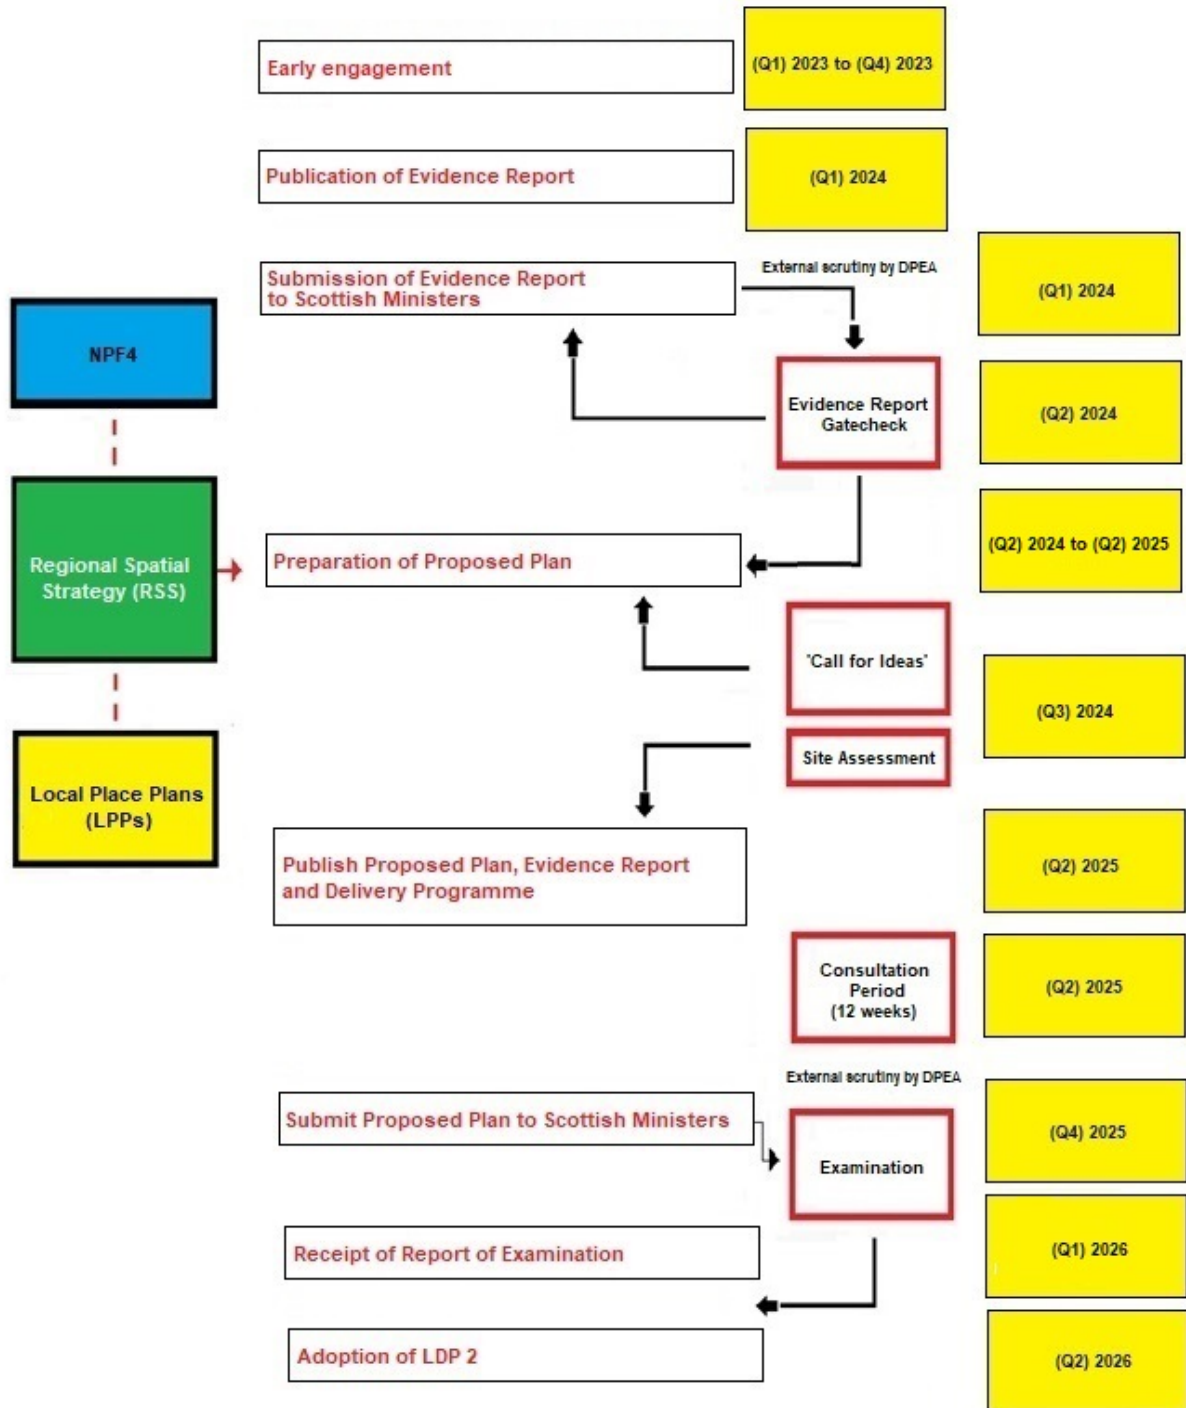 Early engagement
(Q1) 2023 to (Q4) 2023
Publication of Evidence Report
(Q1) 2024
Submission of Evidence Report
to Scottish Ministers
External scrutiny by DPEA
(Q1) 2024
NPF4
Evidence Report
Gatecheck
(Q2) 2024
Regional Spatial
Strategy (RSS)
Preparation of Proposed Plan
(Q2) 2024 to (Q2) 2025
'Call for Ideas'
(Q3) 2024
Site Assessment
Local Place Plans
(LPPs)
Publish Proposed Plan, Evidence Report
and Delivery Programme
(Q2) 2025
Consultation
Period
(12 weeks)
(Q2) 2025
External scrutiny by DPEA
Submit Proposed Plan to Scottish Ministers
Examination
(Q4) 2025
Receipt of Report of Examination
(Q1) 2026
Adoption of LDP 2
(Q2) 2026